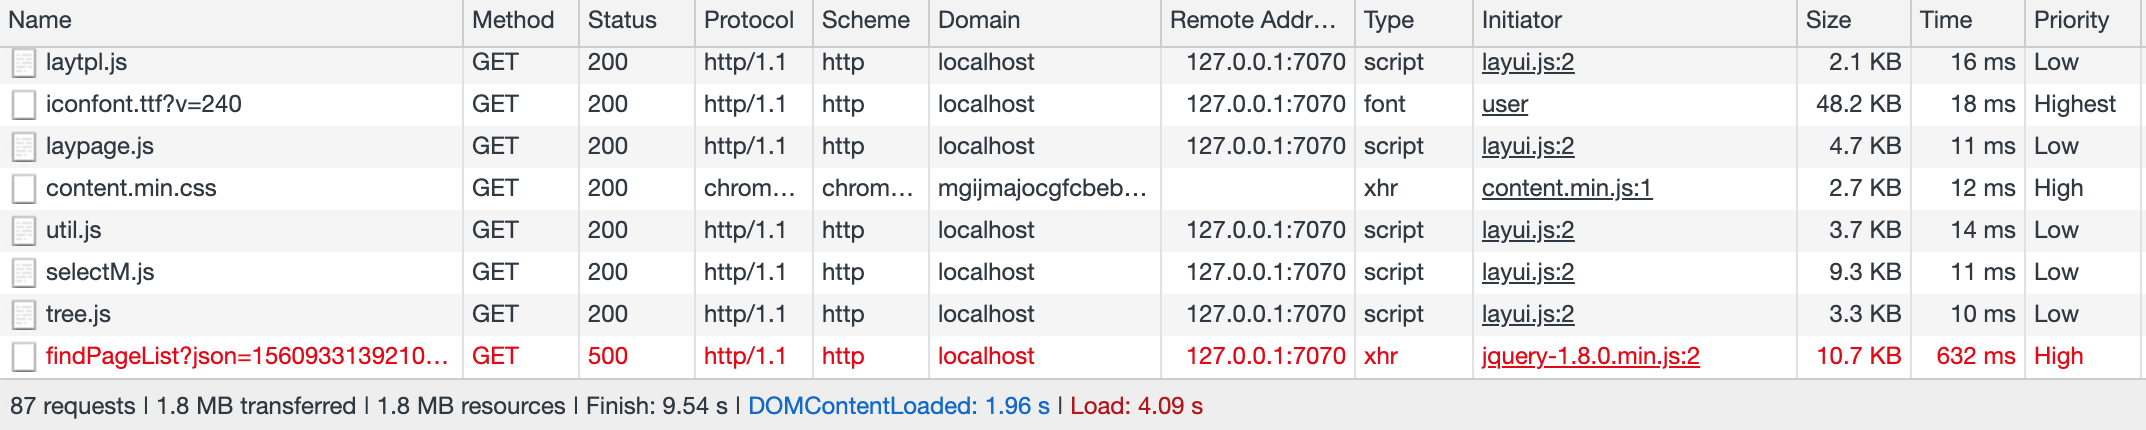 Name Method Status Protocol Scheme Domain Remote Addr... Type Initiator Size Time Priority
laytpl.js GET 200 http/1.1 http localhost 127.0.0.1:7070 script layui.js:2 2.1 KB 16 ms Low
iconfont.ttf?v=240 GET 200 http/1.1 http localhost 127.0.0.1:7070 font user 48.2 KB 18 ms Highest
laypage.js GET 200 http/1.1 http localhost 127.0.0.1:7070 script layui.js:2 4.7 KB 11 ms Low
content.min.css GET 200 chrom... chrom... mgijmajocgfcbeb... xhr content.min.js:1 2.7 KB 12 ms High
util.js GET 200 http/1.1 http localhost 127.0.0.1:7070 script layui.js:2 3.7 KB 14 ms Low
selectM.js GET 200 http/1.1 http localhost 127.0.0.1:7070 script layui.js:2 9.3 KB 11 ms Low
tree.js GET 200 http/1.1 http localhost 127.0.0.1:7070 script layui.js:2 3.3 KB 10 ms Low
findPageList?json=1560933139210... GET 500 http/1.1 http localhost 127.0.0.1:7070 xhr jquery-1.8.0.min.js:2 10.7 KB 632 ms High
87 requests | 1.8 MB transferred | 1.8 MB resources | Finish: 9.54 s | DOMContentLoaded: 1.96 s | Load: 4.09 s